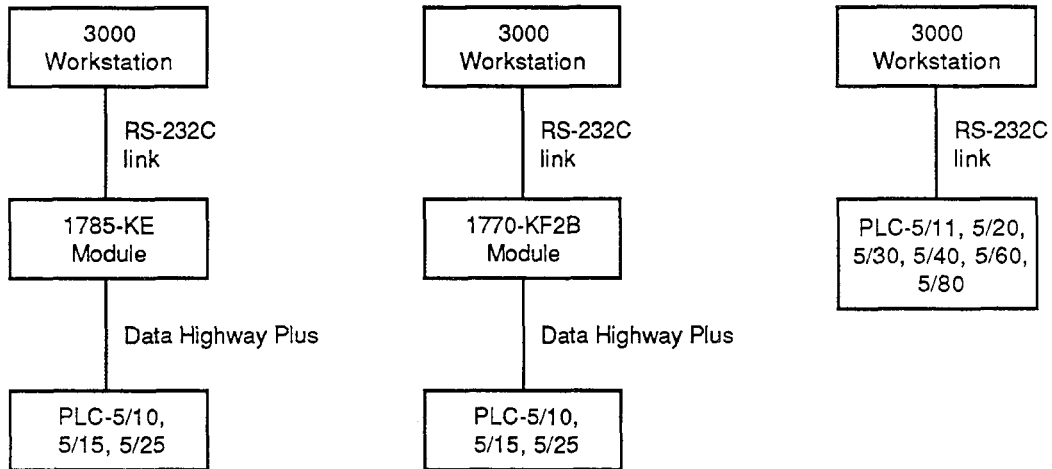 3000
Workstation
RS-232C
link
1785-KE
Module
Data Highway Plus
PLC-5/10,
5/15, 5/25
3000
Workstation
RS-232C
link
1770-KF2B
Module
Data Highway Plus
PLC-5/10,
5/15, 5/25
3000
Workstation
RS-232C
link
PLC-5/11, 5/20,
5/30, 5/40, 5/60,
5/80